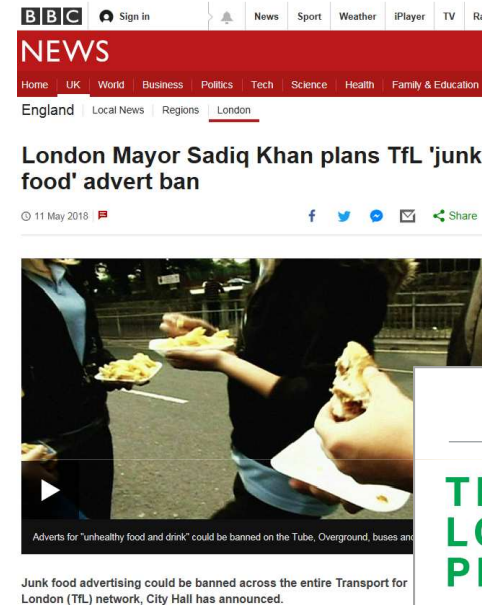 BBC Sign in News Sport Weather iPlayer TV
NEWS
Home UK World Business Politics Tech Science Health Family & Education
England Local News Regions London
London Mayor Sadiq Khan plans TfL 'junk
food' advert ban
11 May 2018 Share
Adverts for "unhealthy food and drink" could be banned on the Tube, Overground, buses and
Junk food advertising could be banned across the entire Transport for
London (TfL) network, City Hall has announced.